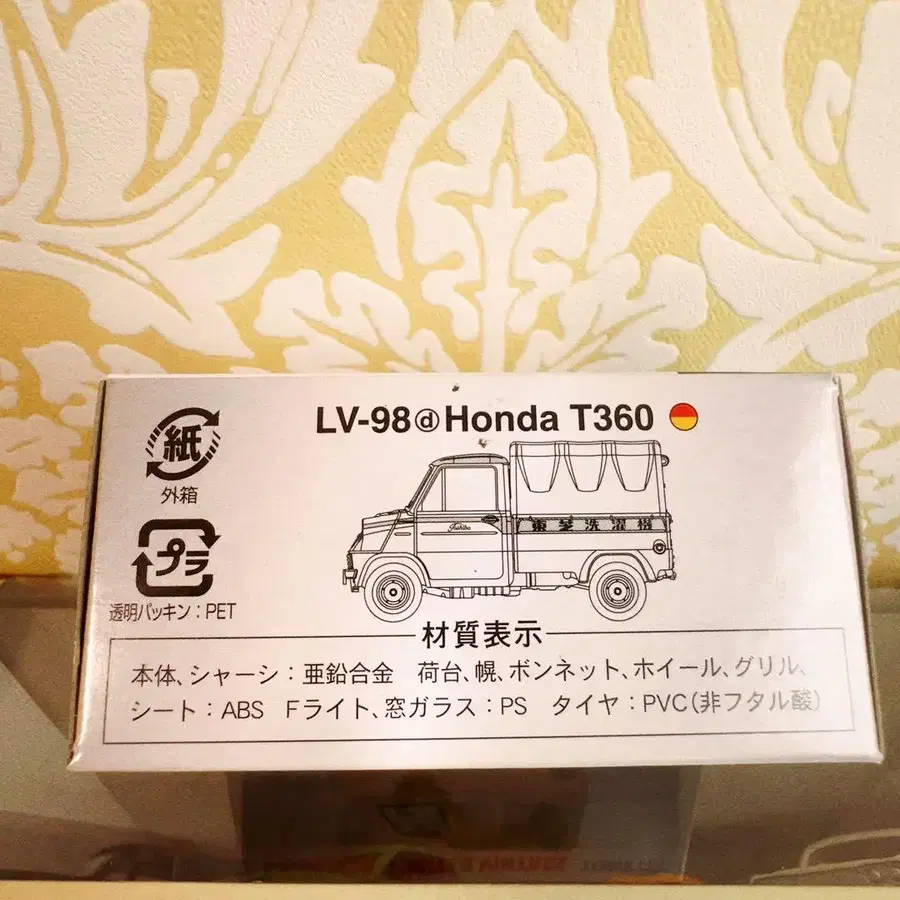 LV-98ⓓHonda T360
紙
外箱
プラ
透明パッキン：PET
Toshiba
東芝洗濯機
材質表示
本体、シャーシ：亜鉛合金　荷台、幌、ボンネット、ホイール、グリル、
シート：ABS　Fライト、窓ガラス：PS　タイヤ：PVC（非フタル酸）